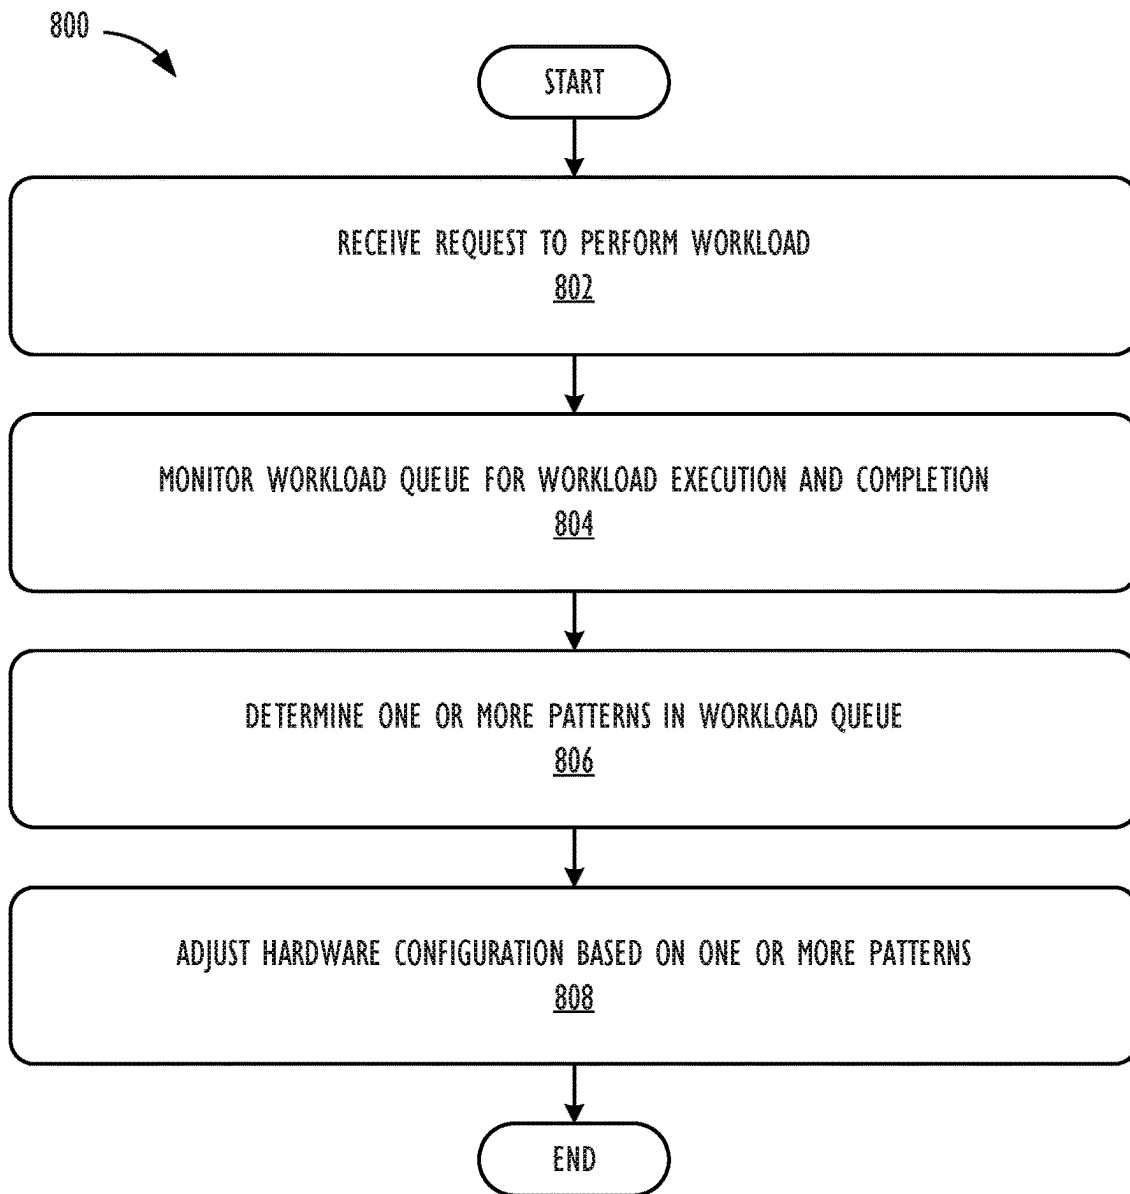 800
START
RECEIVE REQUEST TO PERFORM WORKLOAD
802
MONITOR WORKLOAD QUEUE FOR WORKLOAD EXECUTION AND COMPLETION
804
DETERMINE ONE OR MORE PATTERNS IN WORKLOAD QUEUE
806
ADJUST HARDWARE CONFIGURATION BASED ON ONE OR MORE PATTERNS
808
END